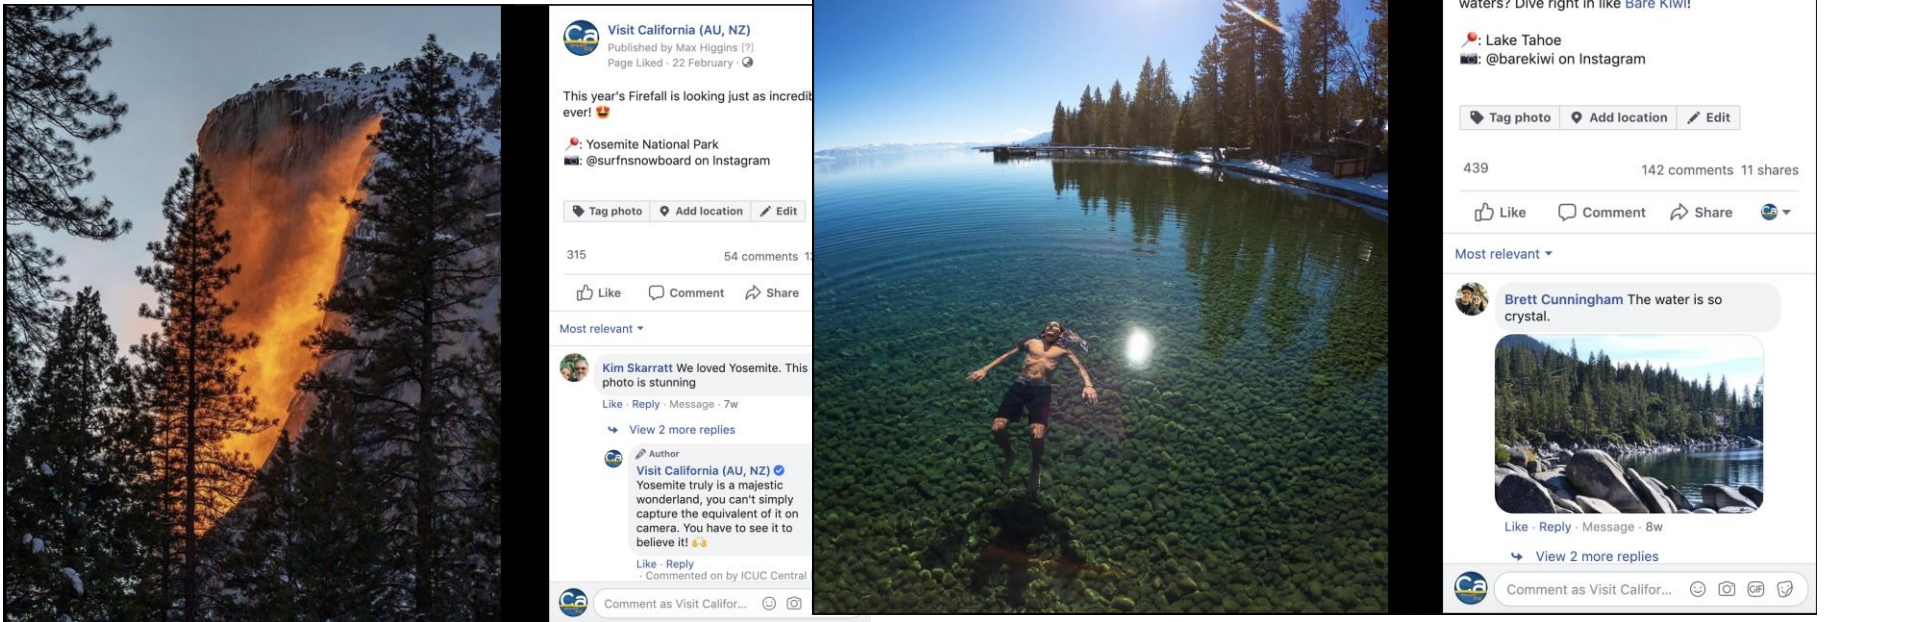 Ca
Visit California (AU, NZ)
Published by Max Higgins [?]
Page Liked · 22 February ·
This year's Firefall is looking just as
ever! 😍
📍: Yosemite National Park
📷: @surfnsnowboard on Instagram
Tag photo Add location Edit
315 54 comments
Like Comment Share
Most relevant
Kim Skarratt We loved Yosemite. This
photo is stunning
Like · Reply · Message · 7w
View 2 more replies
Ca
Author
Visit California (AU, NZ)
Yosemite truly is a majestic
wonderland, you can't simply
capture the equivalent of it on
camera. You have to see it to
believe it! 🙌
Like · Reply
· Commented on by ICUC Central
Ca
Comment as Visit Califor...
waters? Dive right in like Bare Kiwi!
📍: Lake Tahoe
📷: @barekiwi on Instagram
Tag photo Add location Edit
439 142 comments 11 shares
Like Comment Share Ca
Most relevant
Brett Cunningham The water is so
crystal.
Like · Reply · Message · 8w
View 2 more replies
Ca
Comment as Visit Califor... GIF